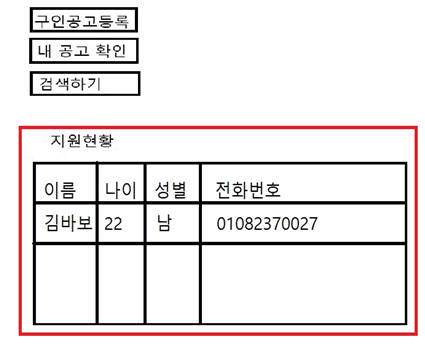 구인공고등록
내 공고 확인
검색하기
지원현황
이름 나이 성별 전화번호
김바보 22 남 01082370027